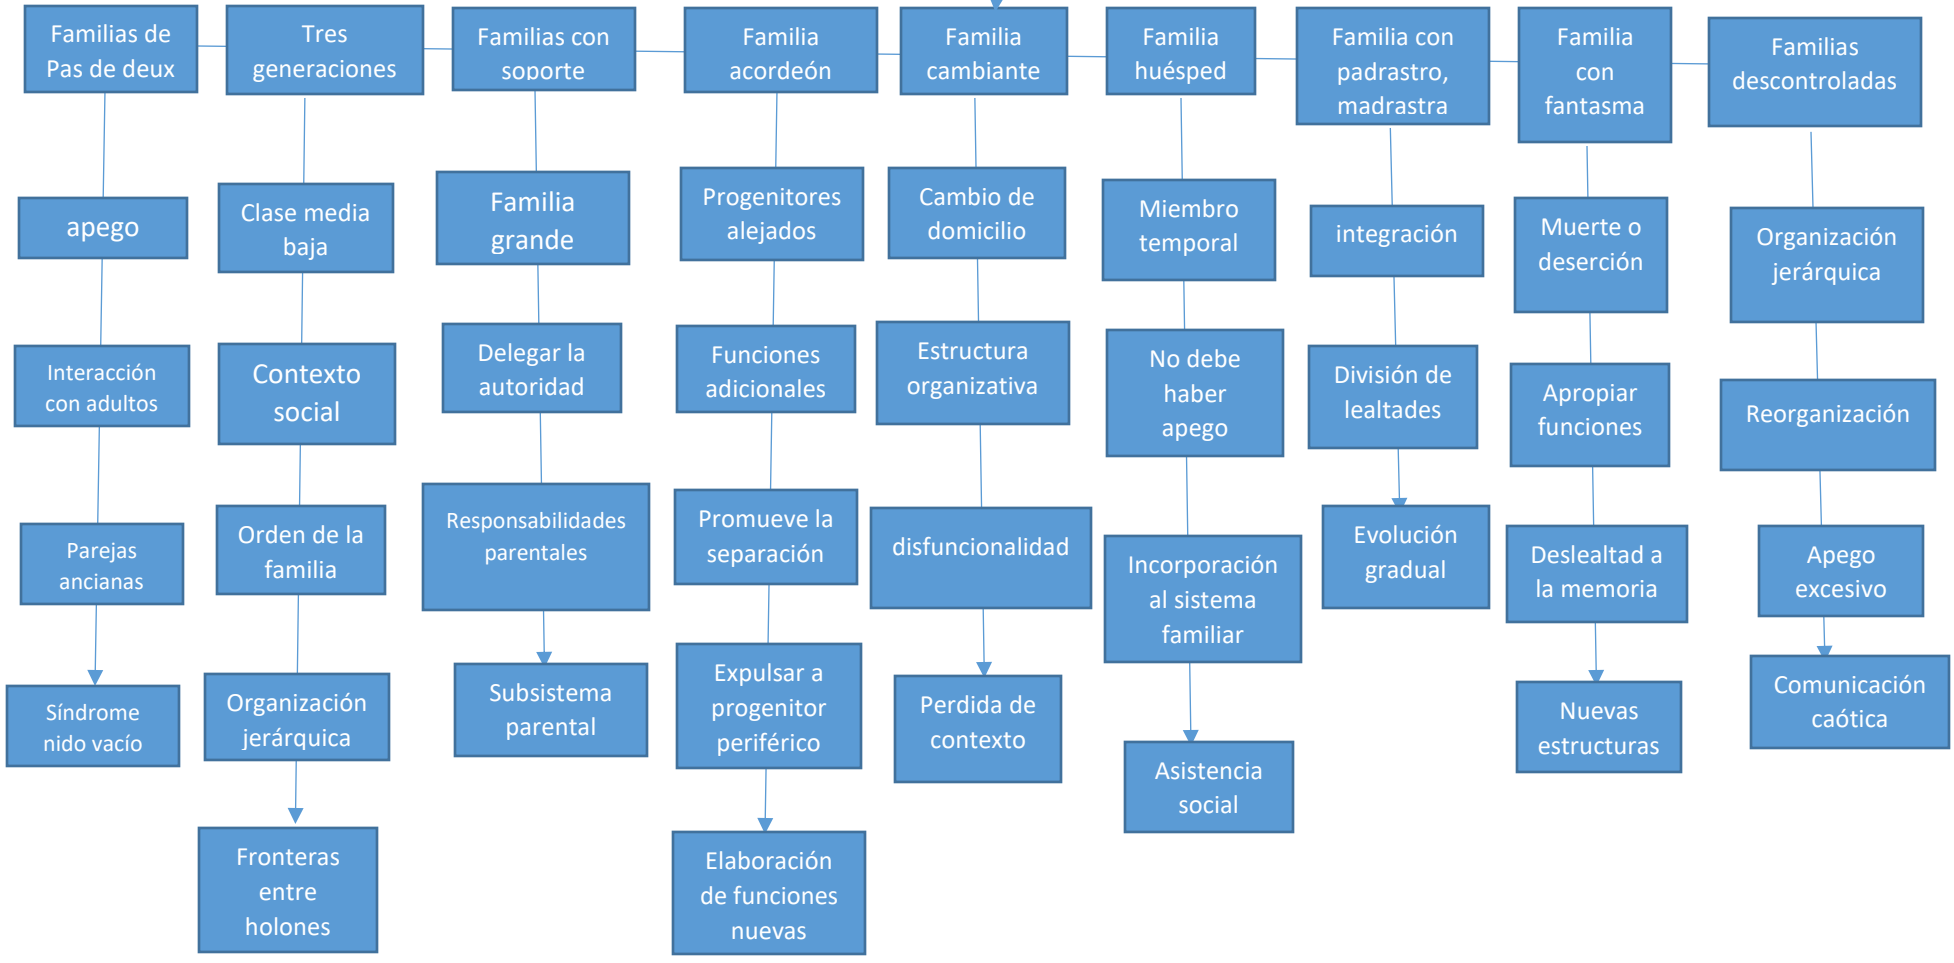 Familias de
Pas de deux
Tres
generaciones
Familias con
soporte
Familia
acordeón
Familia
cambiante
Familia
huésped
Familia con
padrastro,
madrastra
Familia
con
fantasma
Familias
descontroladas
apego
Clase media
baja
Familia
grande
Progenitores
alejados
Cambio de
domicilio
Miembro
temporal
integración
Muerte o
deserción
Organización
jerárquica
Interacción
con adultos
Contexto
social
Delegar la
autoridad
Funciones
adicionales
Estructura
organizativa
No debe
haber
apego
División de
lealtades
Apropiar
funciones
Reorganización
Parejas
ancianas
Orden de la
familia
Responsabilidades
parentales
Promueve la
separación
disfuncionalidad
Incorporación
al sistema
familiar
Evolución
gradual
Deslealtad a
la memoria
Apego
excesivo
Síndrome
nido vacío
Organización
jerárquica
Subsistema
parental
Expulsar a
progenitor
periférico
Perdida de
contexto
Asistencia
social
Nuevas
estructuras
Comunicación
caótica
Fronteras
entre
holones
Elaboración
de funciones
nuevas